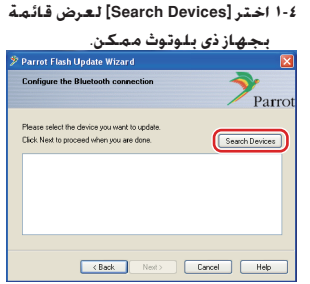 ١-٤ اختر [Search Devices] لعرض قائمة
بجهاز ذى بلوتوث ممكن.
Parrot Flash Update Wizard
Configure the Bluetooth connection
Parrot
Please select the device you want to update.
Click Next to proceed when you are done.
Search Devices
< Back Next > Cancel Help